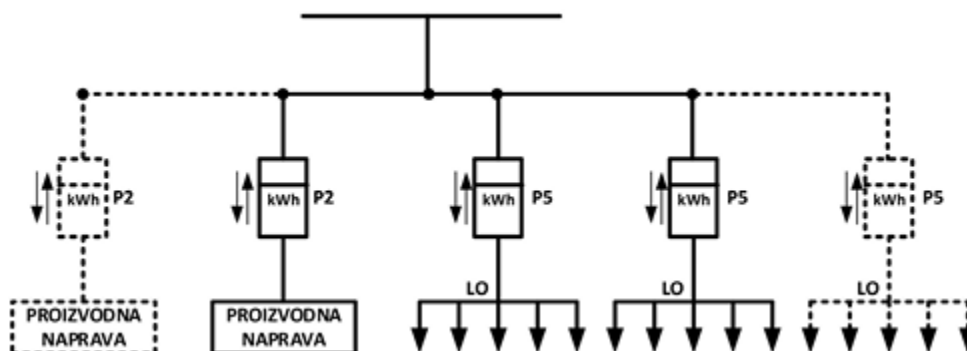 kWh P2
kWh P2
kWh P5
kWh P5
kWh P5
LO
LO
LO
PROIZVODNA
NAPRAVA
PROIZVODNA
NAPRAVA